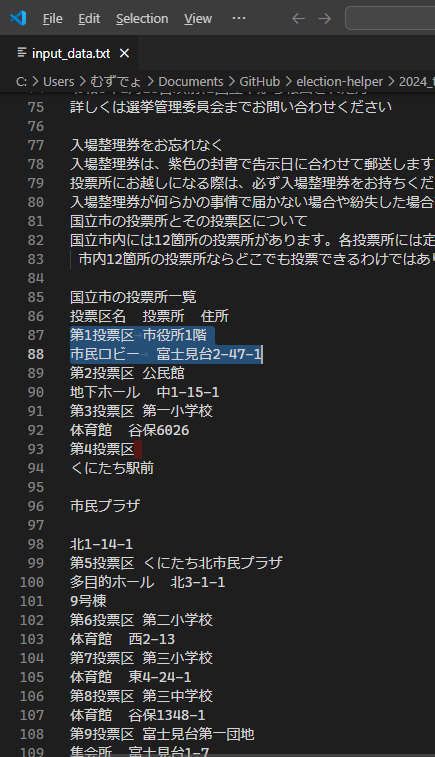 File Edit Selection View ···
input_data.txt
C: > Users > むずでょ > Documents > GitHub > election-helper > 2024_t
75 詳しくは選挙管理委員会までお問い合わせください
76
77 入場整理券をお忘れなく
78 入場整理券は、紫色の封書で告示日に合わせて郵送します
79 投票所にお越しになる際は、必ず入場整理券をお持ちくだ
80 入場整理券が何らかの事情で届かない場合や紛失した場合
81 国立市の投票所とその投票区について
82 国立市内には12箇所の投票所があります。各投票所には定
83 市内12箇所の投票所ならどこでも投票できるわけではあ
84
85 国立市の投票所一覧
86 投票区名 投票所 住所
87 第1投票区 市役所1階
88 市民ロビー 富士見台2-47-1
89 第2投票区 公民館
90 地下ホール 中1-15-1
91 第3投票区 第一小学校
92 体育館 谷保6026
93 第4投票区
94 くにたち駅前
95
96 市民プラザ
97
98 北1-14-1
99 第5投票区 くにたち北市民プラザ
100 多目的ホール 北3-1-1
101 9号棟
102 第6投票区 第二小学校
103 体育館 西2-13
104 第7投票区 第三小学校
105 体育館 東4-24-1
106 第8投票区 第三中学校
107 体育館 谷保1348-1
108 第9投票区 富士見台第一団地
109 集会所 富士見台1-7